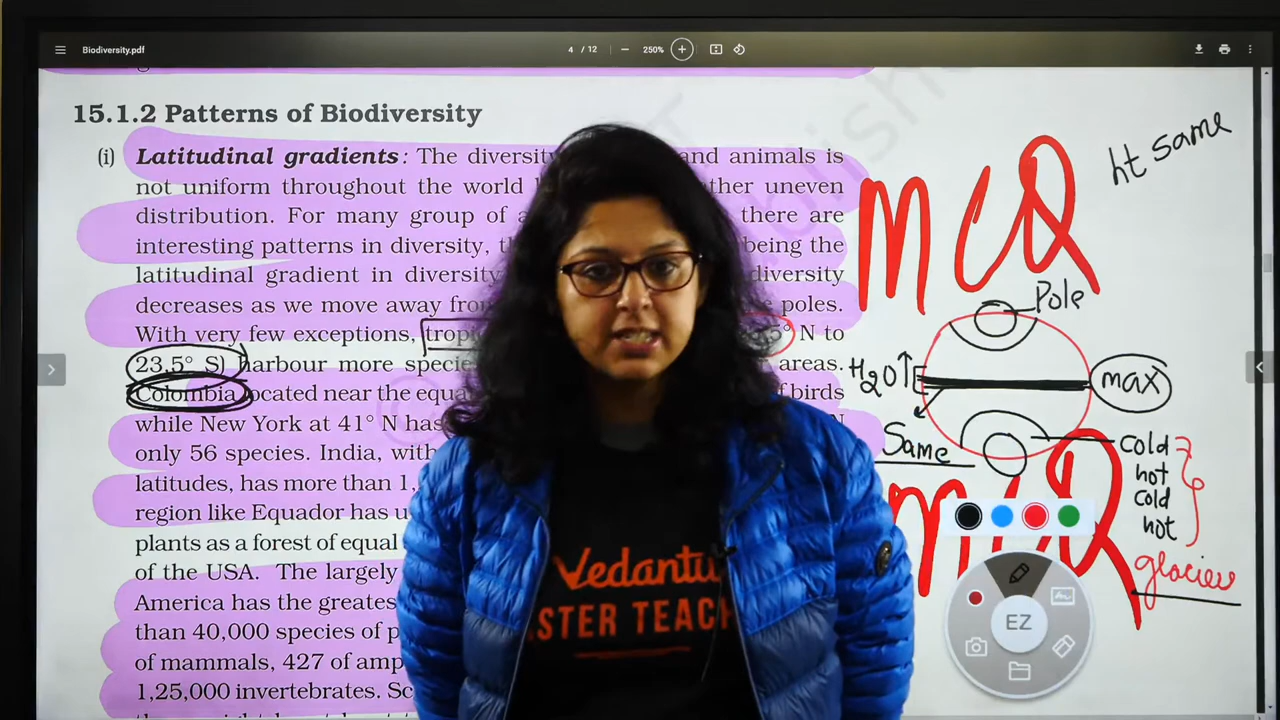 Biodiversity.pdf
4 / 12
250%
15.1.2 Patterns of Biodiversity
(i) Latitudinal gradients : The diversity and animals is
not uniform throughout the world rather uneven
distribution. For many group of there are
interesting patterns in diversity, being the
latitudinal gradient in diversity diversity
decreases as we move away poles.
With very few exceptions, N to
23.5° S) harbour more species areas.
Colombia located near the birds
while New York at 41° N has N
only 56 species. India, with
latitudes, has more than 1,
region like Equador has
plants as a forest of equal
of the USA. The largely
America has the greatest
than 40,000 species of
of mammals, 427 of
1,25,000 invertebrates.
MCQ
ht same
Pole
H2O↑
max
Same
cold
hot
cold
hot
glacier
MCQ
EZ
Vedantu
ASTER TEACH